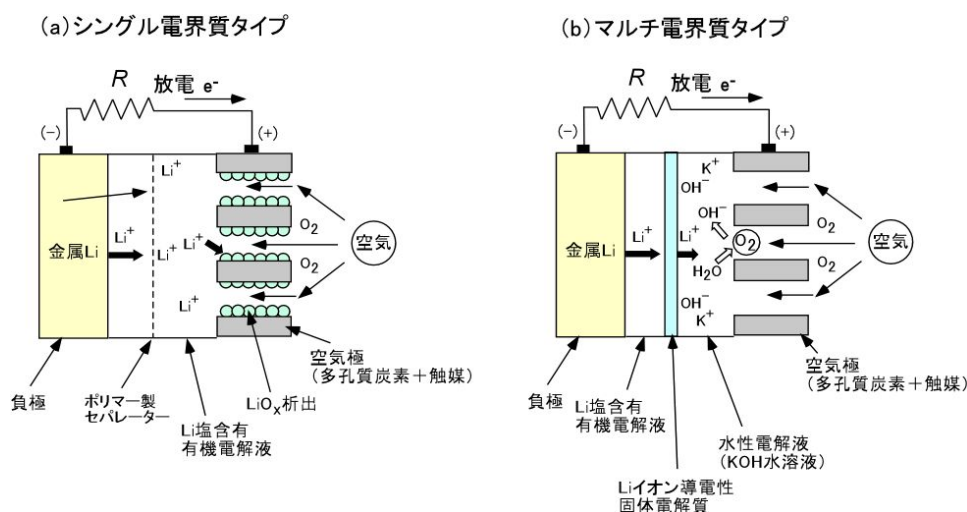 (a)シングル電界質タイプ
R 放電 e-
(-)
(+)
Li+
金属Li
Li+
Li+
Li+
Li+
O2
O2
空気
負極
ポリマー製
セパレーター
Li塩含有
有機電解液
LiOx析出
空気極
(多孔質炭素+触媒)
(b)マルチ電界質タイプ
R 放電 e-
(-)
(+)
K+
OH-
OH-
金属Li
Li+
Li+
O2
H2O
OH-
K+
O2
O2
空気
負極
Li塩含有
有機電解液
Liイオン導電性
固体電解質
水性電解液
(KOH水溶液)
空気極
(多孔質炭素+触媒)